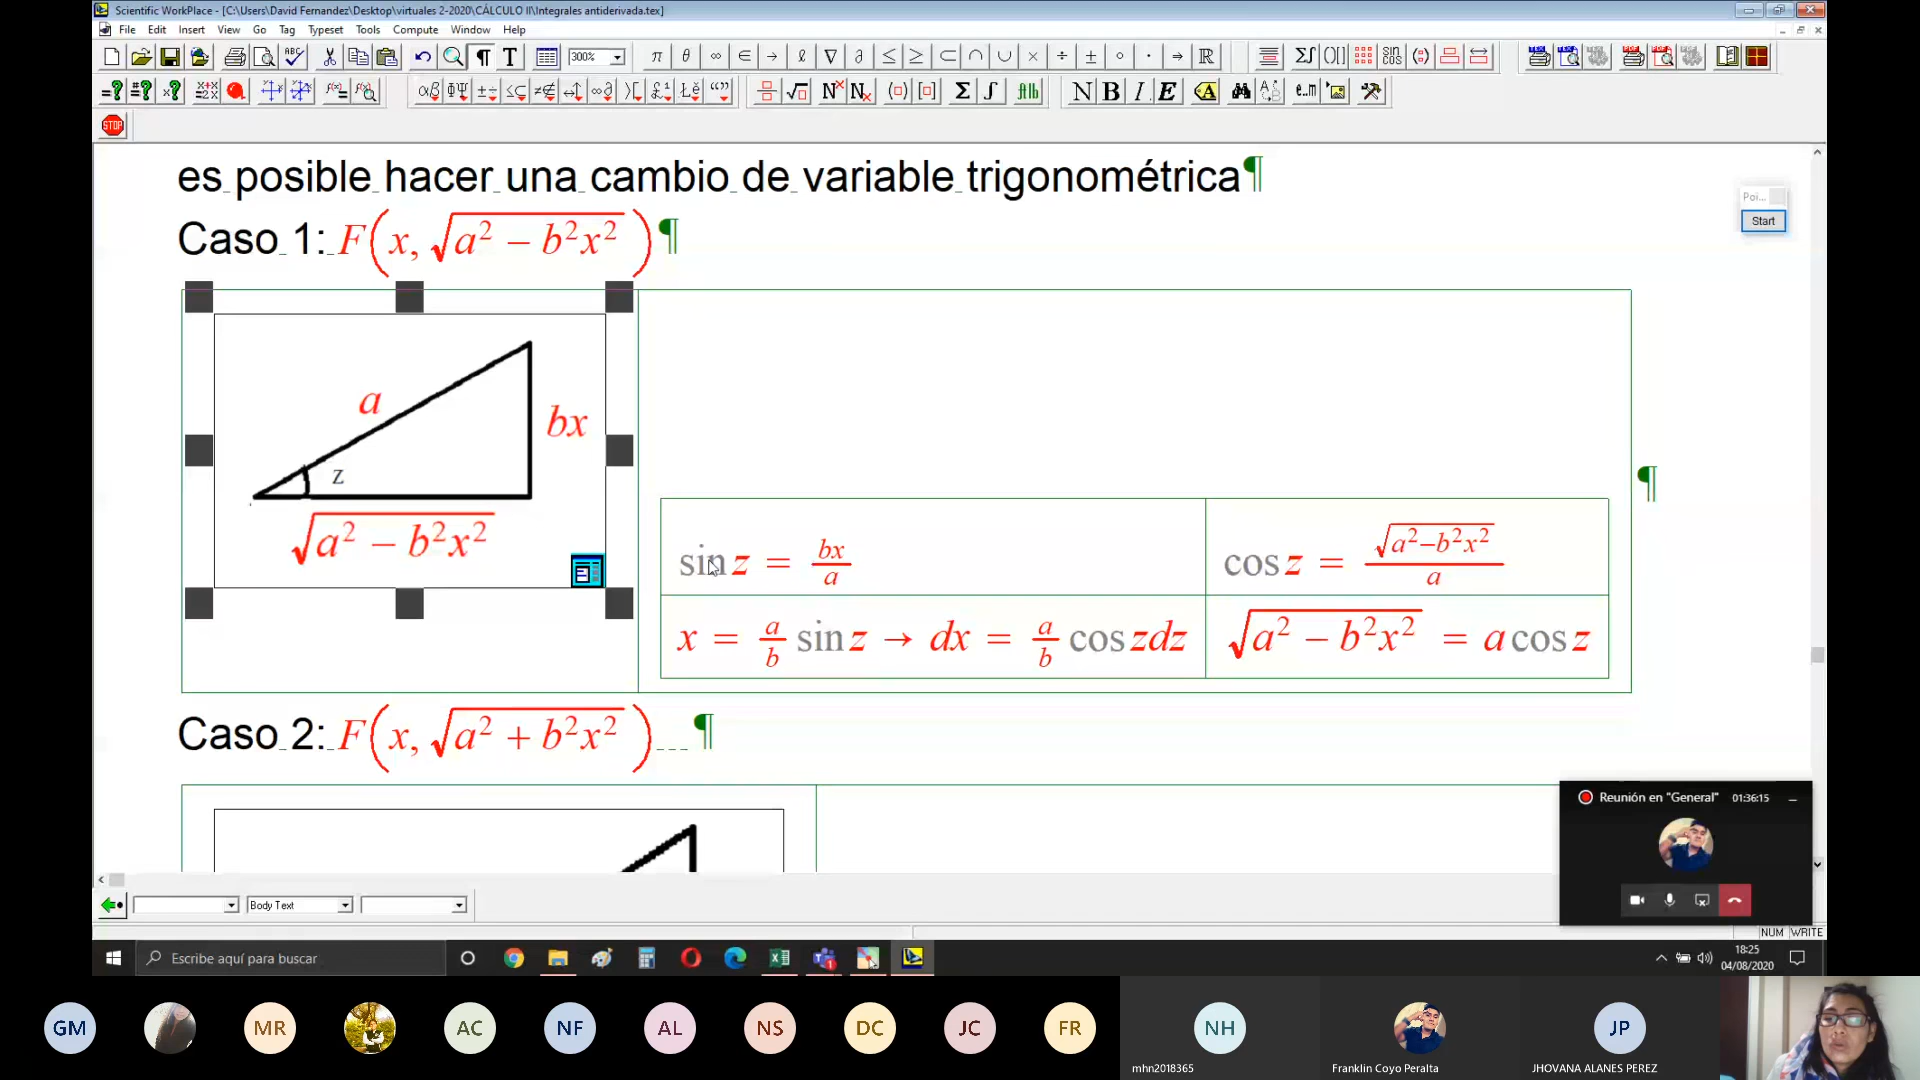 Scientific WorkPlace - [C:\Users\David Fernandez\Desktop\virtuales 2-2020\CÁLCULO II\Integrales antiderivada.tex]
File Edit Insert View Go Tag Typeset Tools Compute Window Help
300%
STOP
es posible hacer una cambio de variable trigonométrica¶
Caso 1: F(x, √(a² − b²x²))¶
Poi...
Start
a
bx
z
√(a² − b²x²)
sin z = bx/a
cos z = √(a²−b²x²)/a
x = a/b sin z → dx = a/b cos zdz
√(a² − b²x²) = a cos z
¶
Caso 2: F(x, √(a² + b²x²)) ¶
Reunión en "General" 01:36:15
Body Text
NUM WRITE
Escribe aquí para buscar
18:25
04/08/2020
GM MR AC NF AL NS DC JC FR NH JP
mhn2018365
Franklin Coyo Peralta
JHOVANA ALANES PEREZ